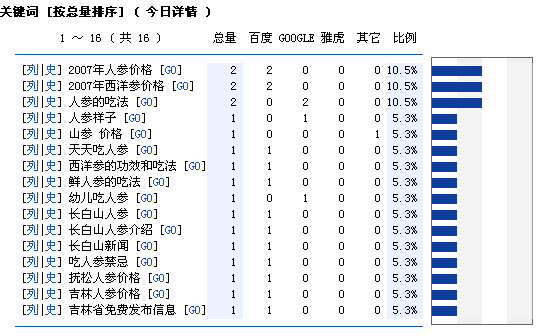 关键词 [按总量排序] ( 今日详情 )
1 ～ 16 ( 共 16 ) 总量 百度 GOOGLE 雅虎 其它 比例
[列|史] 2007年人参价格 [GO] 2 2 0 0 0 10.5%
[列|史] 2007年西洋参价格 [GO] 2 2 0 0 0 10.5%
[列|史] 人参的吃法 [GO] 2 0 2 0 0 10.5%
[列|史] 人参样子 [GO] 1 0 1 0 0 5.3%
[列|史] 山参 价格 [GO] 1 0 0 0 1 5.3%
[列|史] 天天吃人参 [GO] 1 1 0 0 0 5.3%
[列|史] 西洋参的功效和吃法 [GO] 1 1 0 0 0 5.3%
[列|史] 鲜人参的吃法 [GO] 1 1 0 0 0 5.3%
[列|史] 幼儿吃人参 [GO] 1 0 1 0 0 5.3%
[列|史] 长白山人参 [GO] 1 1 0 0 0 5.3%
[列|史] 长白山人参介绍 [GO] 1 1 0 0 0 5.3%
[列|史] 长白山新闻 [GO] 1 1 0 0 0 5.3%
[列|史] 吃人参禁忌 [GO] 1 1 0 0 0 5.3%
[列|史] 抚松人参价格 [GO] 1 1 0 0 0 5.3%
[列|史] 吉林人参价格 [GO] 1 1 0 0 0 5.3%
[列|史] 吉林省免费发布信息 [GO] 1 1 0 0 0 5.3%